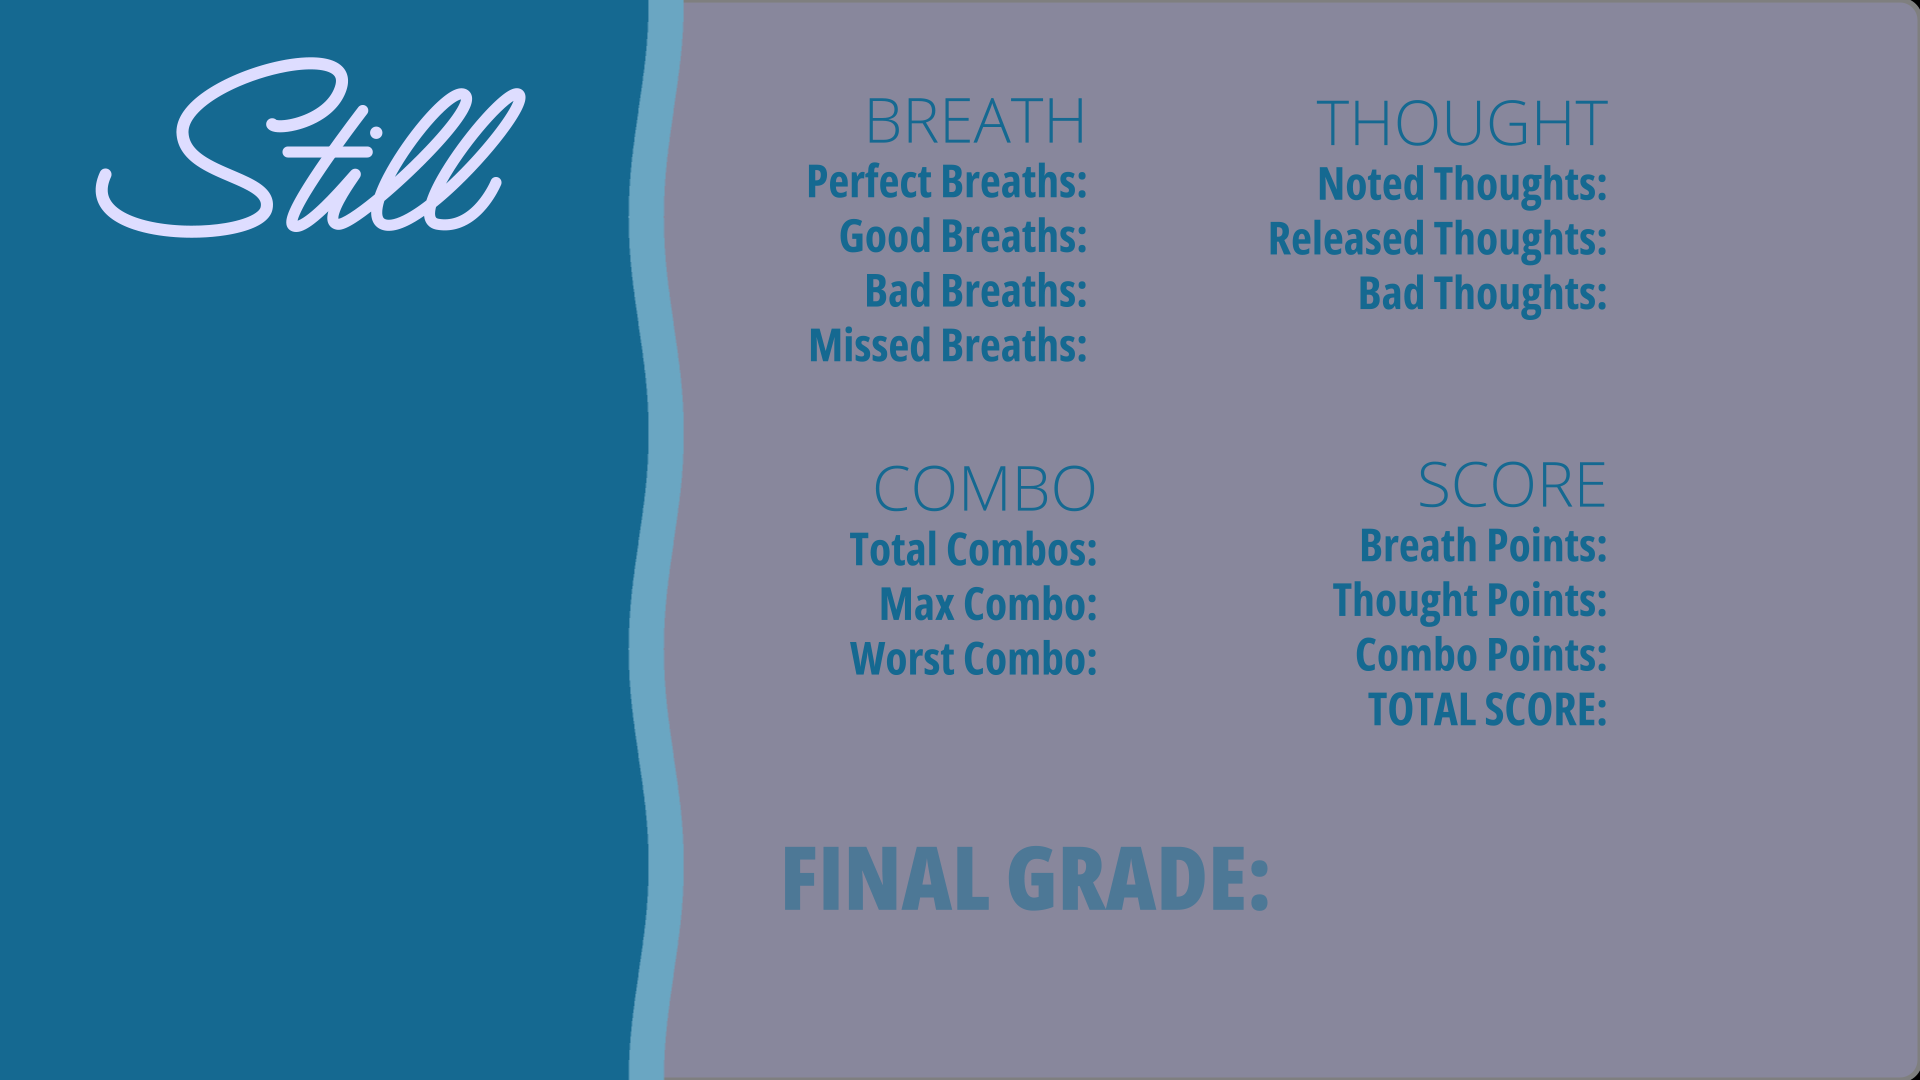 Still
BREATH
Perfect Breaths:
Good Breaths:
Bad Breaths:
Missed Breaths:
THOUGHT
Noted Thoughts:
Released Thoughts:
Bad Thoughts:
COMBO
Total Combos:
Max Combo:
Worst Combo:
SCORE
Breath Points:
Thought Points:
Combo Points:
TOTAL SCORE:
FINAL GRADE: